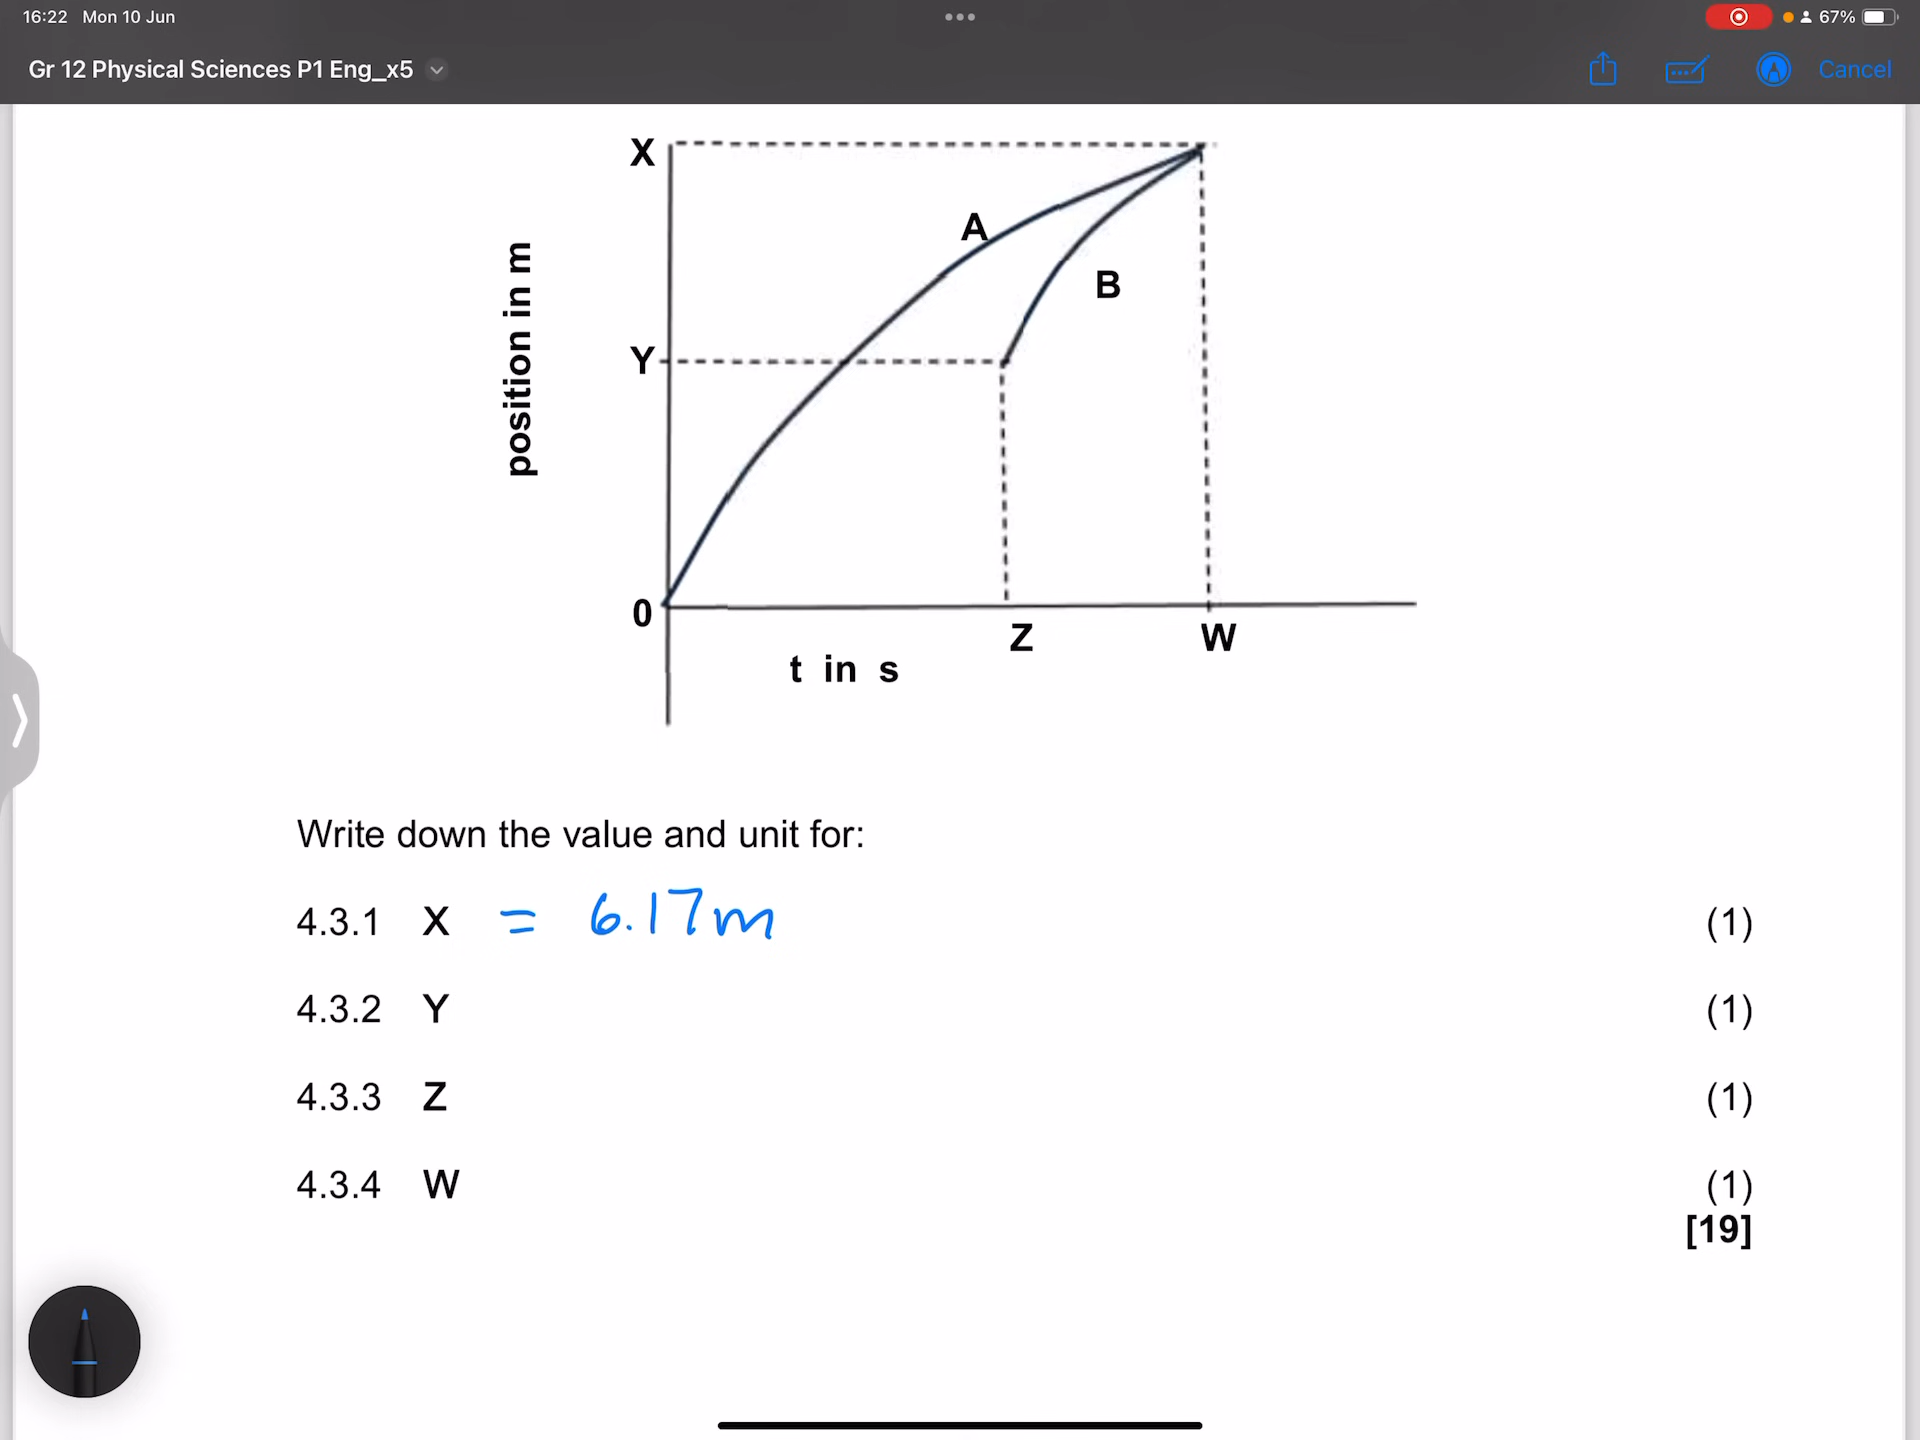 16:22 Mon 10 Jun
67%
Gr 12 Physical Sciences P1 Eng_x5
Cancel
X
A
B
Y
position in m
0
Z
W
t in s
Write down the value and unit for:
4.3.1 X = 6.17m (1)
4.3.2 Y (1)
4.3.3 Z (1)
4.3.4 W (1)
[19]